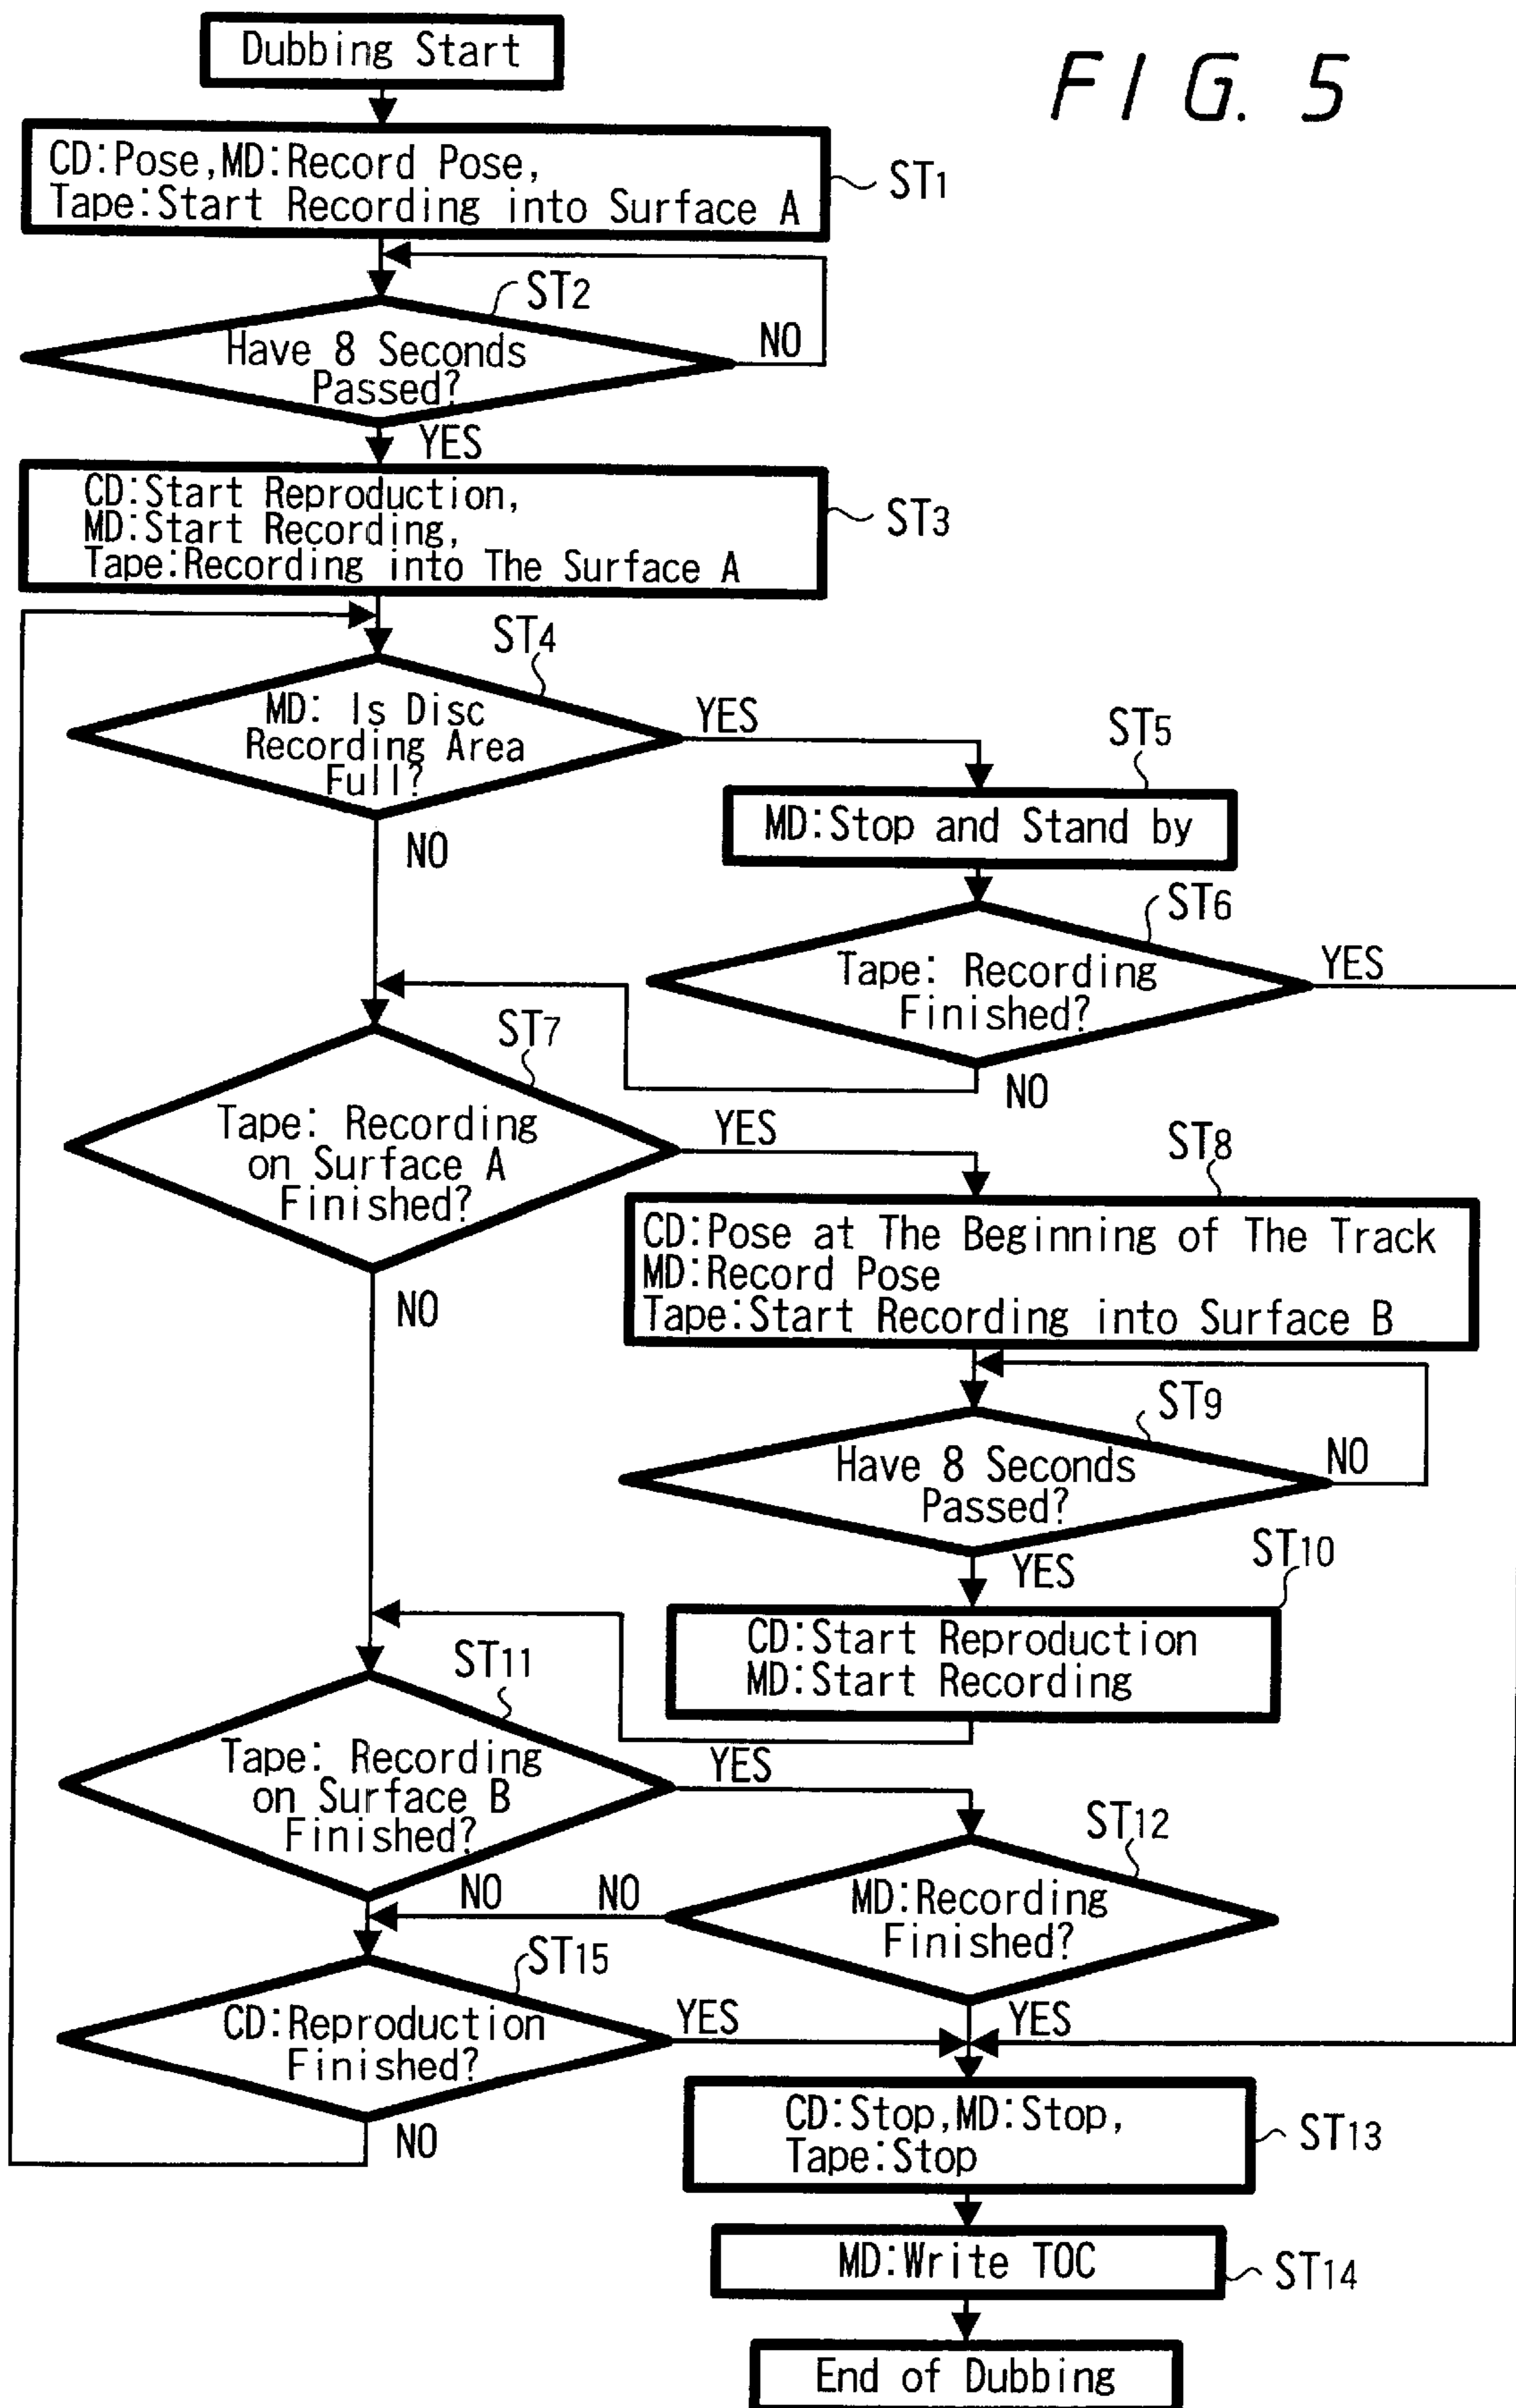 Dubbing Start
FIG. 5
CD:Pose,MD:Record Pose,
Tape:Start Recording into Surface A
ST1
ST2
Have 8 Seconds
Passed?
NO
YES
CD:Start Reproduction,
MD:Start Recording,
Tape:Recording into The Surface A
ST3
ST4
MD: Is Disc
Recording Area
Full?
YES
NO
ST5
MD:Stop and Stand by
ST6
Tape: Recording
Finished?
YES
NO
ST7
Tape: Recording
on Surface A
Finished?
YES
NO
ST8
CD:Pose at The Beginning of The Track
MD:Record Pose
Tape:Start Recording into Surface B
ST9
Have 8 Seconds
Passed?
NO
YES
ST10
CD:Start Reproduction
MD:Start Recording
ST11
Tape: Recording
on Surface B
Finished?
YES
NO
ST12
MD:Recording
Finished?
NO
YES
ST15
CD:Reproduction
Finished?
YES
NO
CD:Stop,MD:Stop,
Tape:Stop
ST13
MD:Write TOC
ST14
End of Dubbing